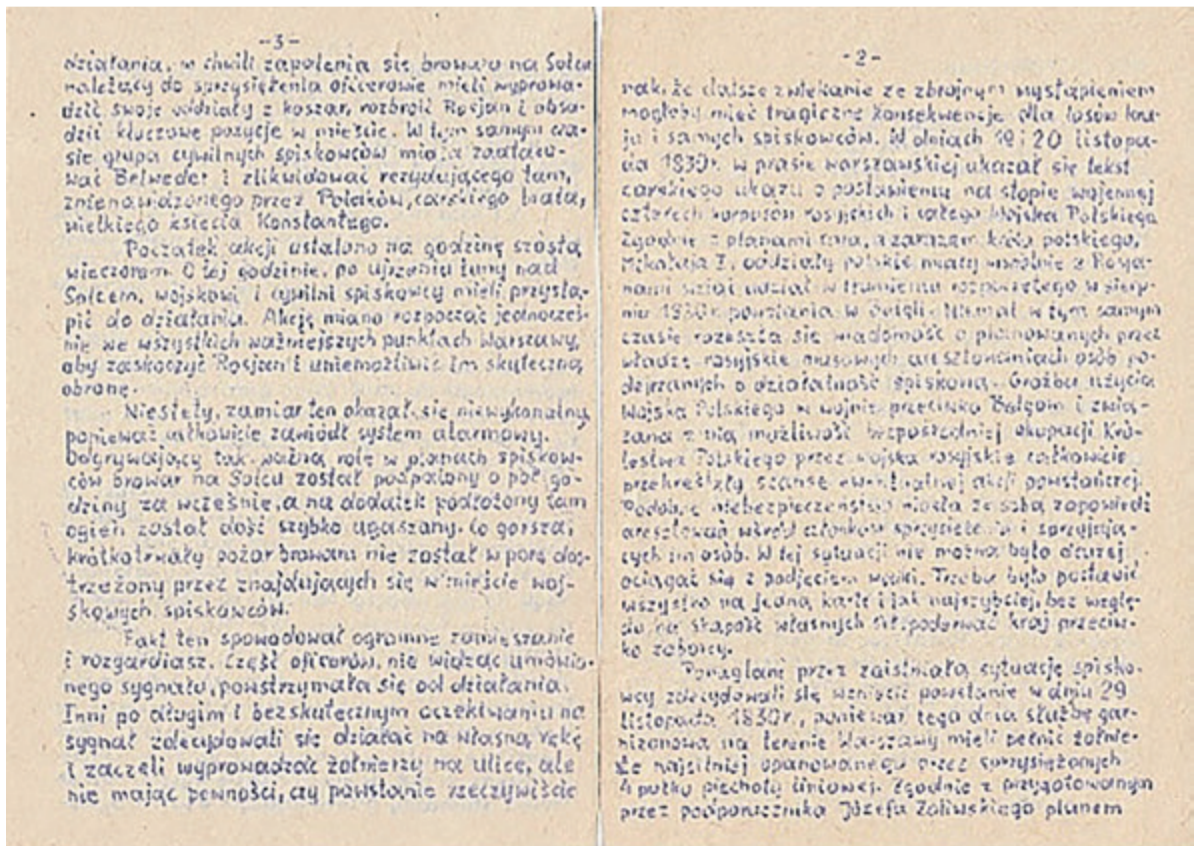 -3-
działania, w chwili zapalenia się browaru na Solcu
należący do sprzysiężenia oficerowie mieli wyprowa-
dzić swoje oddziały z koszar, rozbroić Rosjan i obsa-
dzić kluczowe pozycje w mieście. W tym samym cza-
sie grupa cywilnych spiskowców miała zaatako-
wać Belweder i zlikwidować rezydującego tam,
znienawidzonego przez Polaków, carskiego brata,
wielkiego księcia Konstantego.
Początek akcji ustalono na godzinę szóstą
wieczorem. O tej godzinie, po ujrzeniu łuny nad
Solcem, wojskowi i cywilni spiskowcy mieli przystą-
pić do działania. Akcję miano rozpocząć jednocześ-
nie we wszystkich ważniejszych punktach Warszawy,
aby zaskoczyć Rosjan i uniemożliwić im skuteczną
obronę.
Niestety, zamiar ten okazał się niewykonalny,
ponieważ całkowicie zawiódł system alarmowy.
Odgrywający tak ważną rolę w planach spiskow-
ców browar na Solcu został podpalony o pół go-
dziny za wcześnie, a na dodatek podłożony tam
ogień został dość szybko ugaszany. Co gorsza,
krótkotrwały pożar browaru nie został w porę dos-
trzeżony przez znajdujących się w mieście woj-
skowych spiskowców.
Fakt ten spowodował ogromne zamieszanie
i rozgardiasz. Część oficerów, nie widząc umówio-
nego sygnału, powstrzymała się od działania.
Inni po długim i bezskutecznym oczekiwaniu na
sygnał zdecydowali się działać na własną rękę
i zaczęli wyprowadzać żołnierzy na ulice, ale
nie mając pewności, czy powstanie rzeczywiście
-2-
nak, że dalsze zwlekanie ze zbrojnym wystąpieniem
mogłoby mieć tragiczne konsekwencje dla losów kra-
ju i samych spiskowców. W dniach 19 i 20 listopa-
da 1830r. w prasie warszawskiej ukazał się tekst
carskiego ukazu o postawieniu na stopie wojennej
czterech korpusów rosyjskich i całego Wojska Polskiego
Zgodnie z planami cara, a zarazem króla polskiego,
Mikołaja I, oddziały polskie miały wspólnie z Rosja-
nami wziąć udział w tłumieniu rozpoczętego w sierp-
niu 1830r. powstania w Belgii. Niemal w tym samym
czasie rozeszła się wiadomość o planowanych przez
władze rosyjskie masowych aresztowaniach osób po-
dejrzanych o działalność spiskową. Groźba użycia
Wojska Polskiego w wojnie przeciwko Belgom i zwią-
zana z nią możliwość bezpośredniej okupacji Kró-
lestwa Polskiego przez wojska rosyjskie całkowicie
przekreślały szanse ewentualnej akcji powstańczej.
Podobne niebezpieczeństwo niosła ze sobą zapowiedź
aresztowań wśród członków sprzysiężenia i sprzyjają-
cych im osób. W tej sytuacji nie można było dłużej
ociągać się z podjęciem walki. Trzeba było postawić
wszystko na jedną kartę i jak najszybciej, bez wzglę-
du na skąpość własnych sił, poderwać kraj przeciw-
ko zaborcy.
Ponaglani przez zaistniałą sytuację spisko-
wcy zdecydowali się wzniecić powstanie w dniu 29
listopada 1830r., ponieważ tego dnia służbę gar-
nizonową na terenie Warszawy mieli pełnić żołnie-
rze najsilniej opanowanego przez sprzysiężonych
4 pułku piechoty liniowej. Zgodnie z przygotowanym
przez podporucznika Józefa Zaliwskiego planem